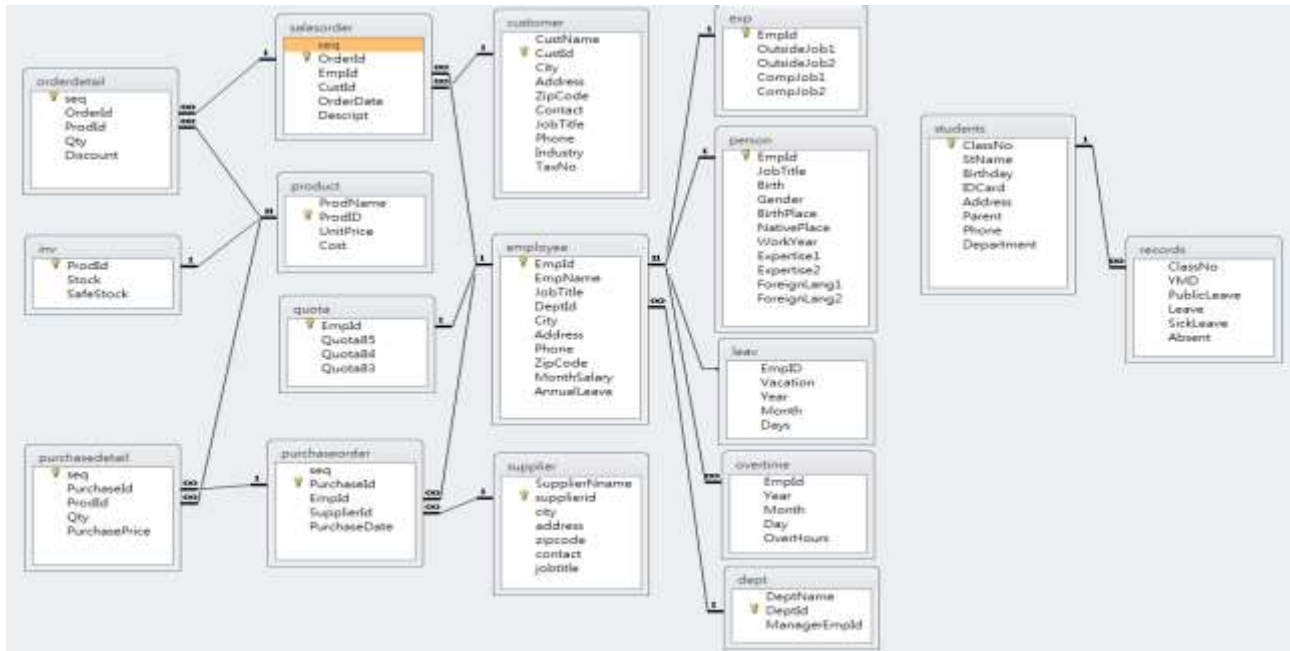 orderdetail
seq
OrderId
ProdId
Qty
Discount
inv
ProdId
Stock
SafeStock
purchasedetail
seq
PurchaseId
ProdId
Qty
PurchasePrice
salesorder
seq
OrderId
EmpId
CustId
OrderDate
Descript
product
ProdName
ProdID
UnitPrice
Cost
quota
EmpId
Quota85
Quota84
Quota83
purchaseorder
seq
PurchaseId
EmpId
SupplierId
PurchaseDate
customer
CustName
CustId
City
Address
ZipCode
Contact
JobTitle
Phone
Industry
TaxNo
employee
EmpId
EmpName
JobTitle
DeptId
City
Address
Phone
ZipCode
MonthSalary
AnnualLeave
supplier
SupplierNname
supplierid
city
address
zipcode
contact
jobtitle
exp
EmpId
OutsideJob1
OutsideJob2
CompJob1
CompJob2
person
EmpId
JobTitle
Birth
Gender
BirthPlace
NativePlace
WorkYear
Expertise1
Expertise2
ForeignLang1
ForeignLang2
leav
EmpID
Vacation
Year
Month
Days
overtime
EmpId
Year
Month
Day
OverHours
dept
DeptName
DeptId
ManagerEmpId
students
ClassNo
StName
Birthday
IDCard
Address
Parent
Phone
Department
records
ClassNo
YMD
PublicLeave
Leave
SickLeave
Absent